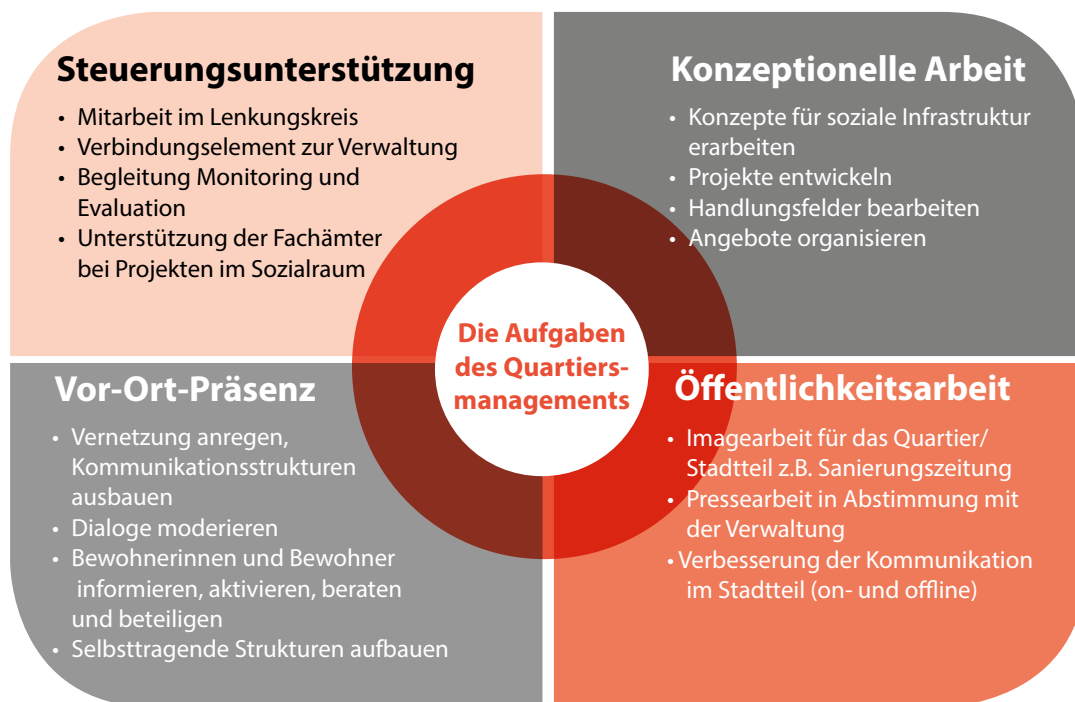 Steuerungsunterstützung
• Mitarbeit im Lenkungskreis
• Verbindungselement zur Verwaltung
• Begleitung Monitoring und
Evaluation
• Unterstützung der Fachämter
bei Projekten im Sozialraum
Konzeptionelle Arbeit
• Konzepte für soziale Infrastruktur
erarbeiten
• Projekte entwickeln
• Handlungsfelder bearbeiten
• Angebote organisieren
Die Aufgaben
des Quartiers-
managements
Vor-Ort-Präsenz
• Vernetzung anregen,
Kommunikationsstrukturen
ausbauen
• Dialoge moderieren
• Bewohnerinnen und Bewohner
informieren, aktivieren, beraten
und beteiligen
• Selbsttragende Strukturen aufbauen
Öffentlichkeitsarbeit
• Imagearbeit für das Quartier/
Stadtteil z.B. Sanierungszeitung
• Pressearbeit in Abstimmung mit
der Verwaltung
• Verbesserung der Kommunikation
im Stadtteil (on- und offline)